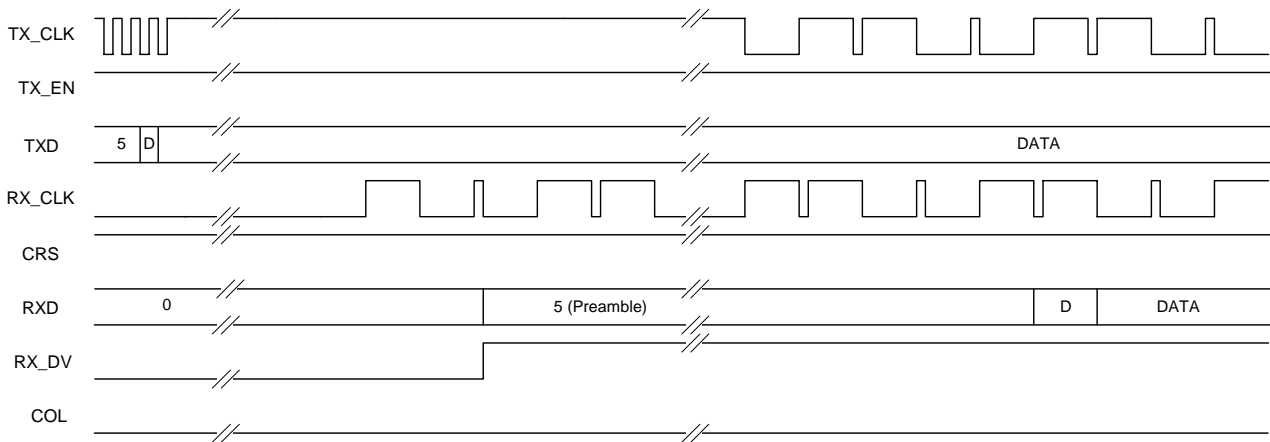 TX_CLK
TX_EN
TXD 5 D DATA
RX_CLK
CRS
RXD 0 5 (Preamble) D DATA
RX_DV
COL